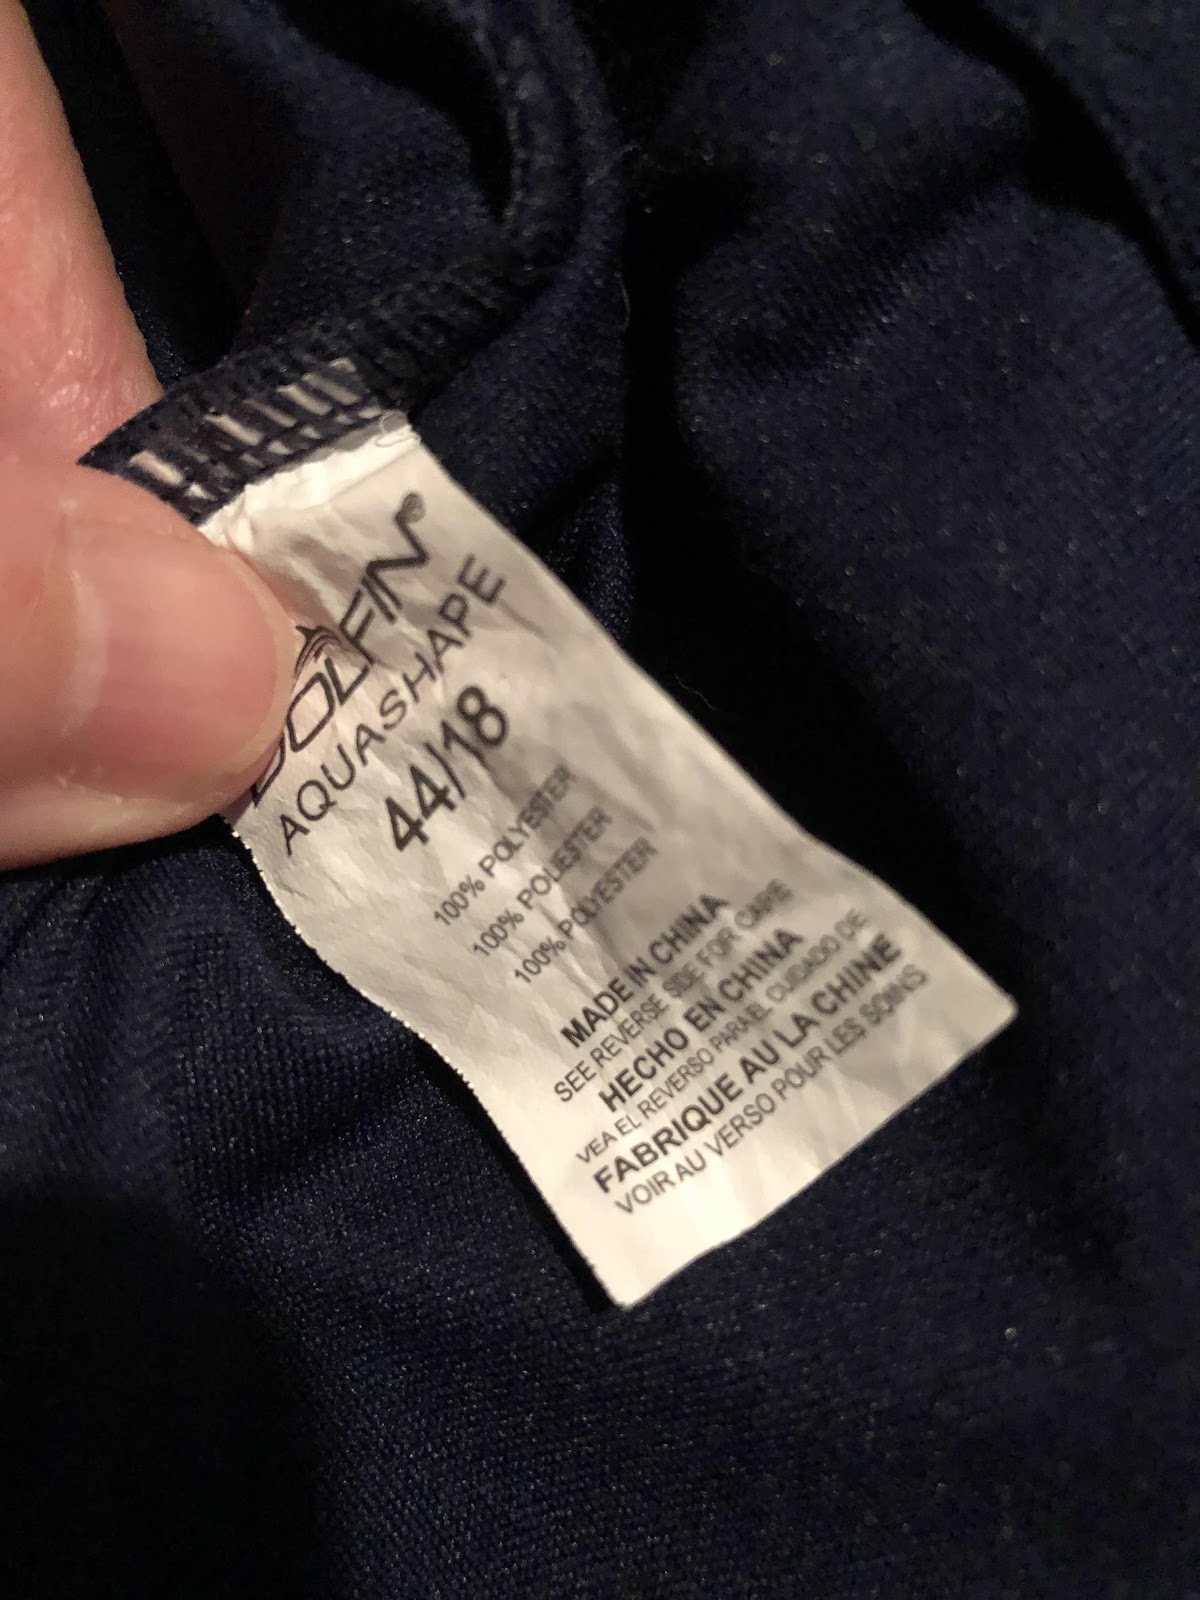 DOLFIN®
AQUASHAPE
44/18
100% POLYESTER
100% POLIESTER
100% POLYESTER
MADE IN CHINA
SEE REVERSE SIDE FOR CARE
HECHO EN CHINA
VEA EL REVERSO PARA EL CUIDADO DE
FABRIQUE AU LA CHINE
VOIR AU VERSO POUR LES SOINS